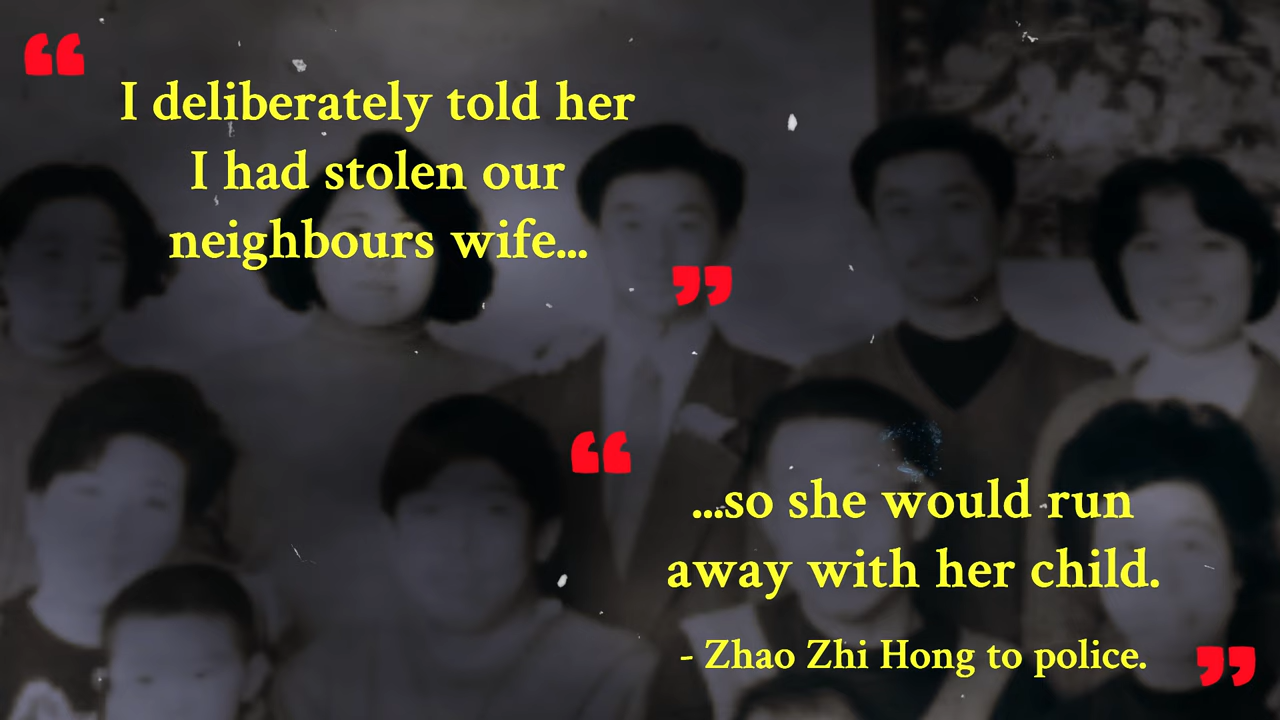 “ I deliberately told her
I had stolen our
neighbours wife... ”
“ ...so she would run
away with her child.
- Zhao Zhi Hong to police. ”